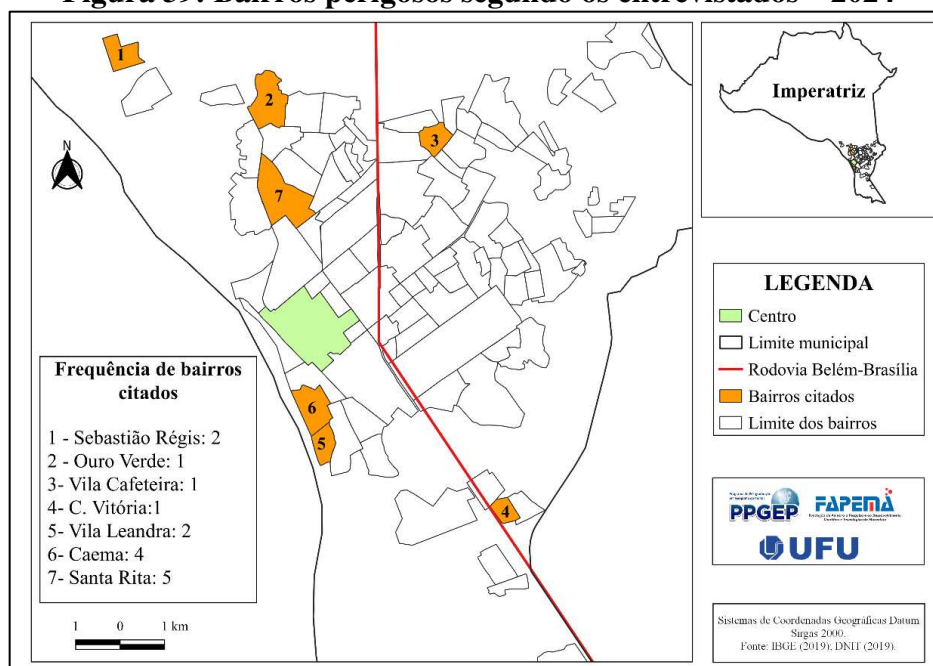 Figura 39: Bairros perigosos segundo os entrevistados – 2024
1
2
3
7
6
5
4
N
Imperatriz
Frequência de bairros
citados
1 - Sebastião Régis: 2
2 - Ouro Verde: 1
3- Vila Cafeteira: 1
4- C. Vitória:1
5- Vila Leandra: 2
6- Caema: 4
7- Santa Rita: 5
1 0 1 km
LEGENDA
Centro
Limite municipal
Rodovia Belém-Brasília
Bairros citados
Limite dos bairros
PPGEP
FAPEMA
UFU
Sistemas de Coordenadas Geográficas Datum
Sirgas 2000.
Fonte: IBGE (2019); DNIT (2019).